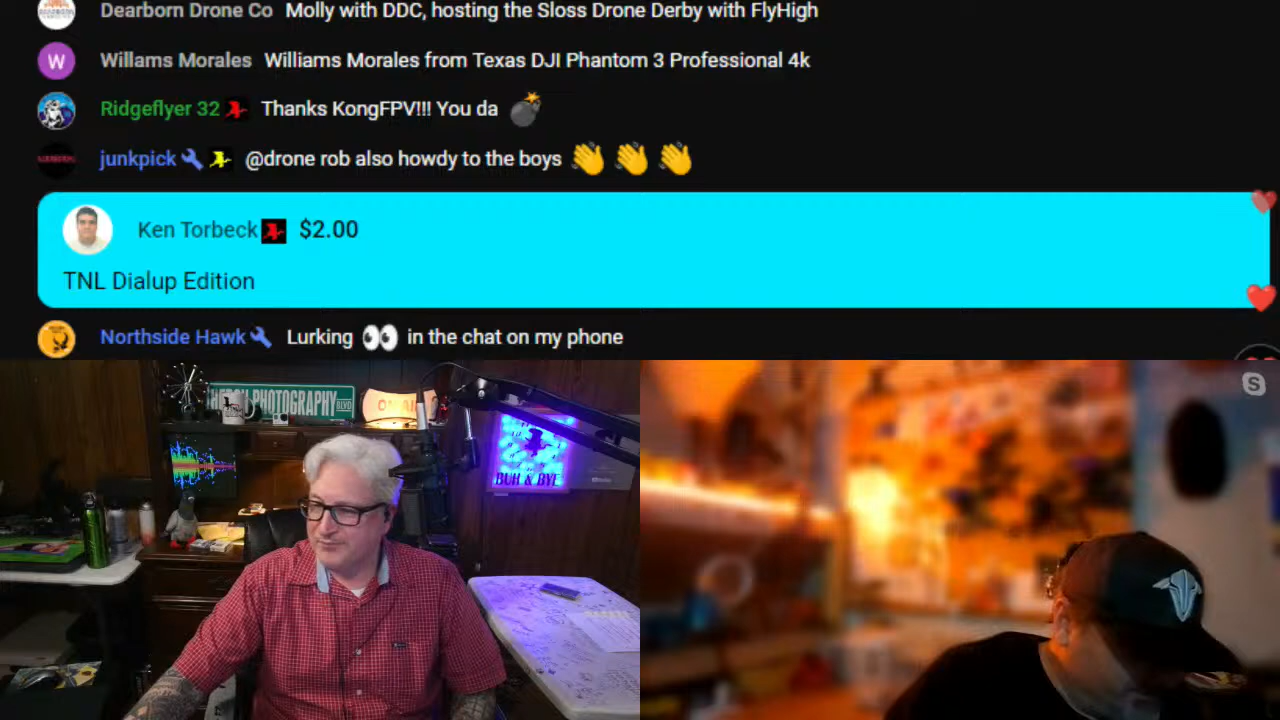 Dearborn Drone Co Molly with DDC, hosting the Sloss Drone Derby with FlyHigh
W Willams Morales Williams Morales from Texas DJI Phantom 3 Professional 4k
Ridgeflyer 32 Thanks KongFPV!!! You da
junkpick @drone rob also howdy to the boys
Ken Torbeck $2.00
TNL Dialup Edition
Northside Hawk Lurking in the chat on my phone
PHOTOGRAPHY BLVD
BUH & BYE
S